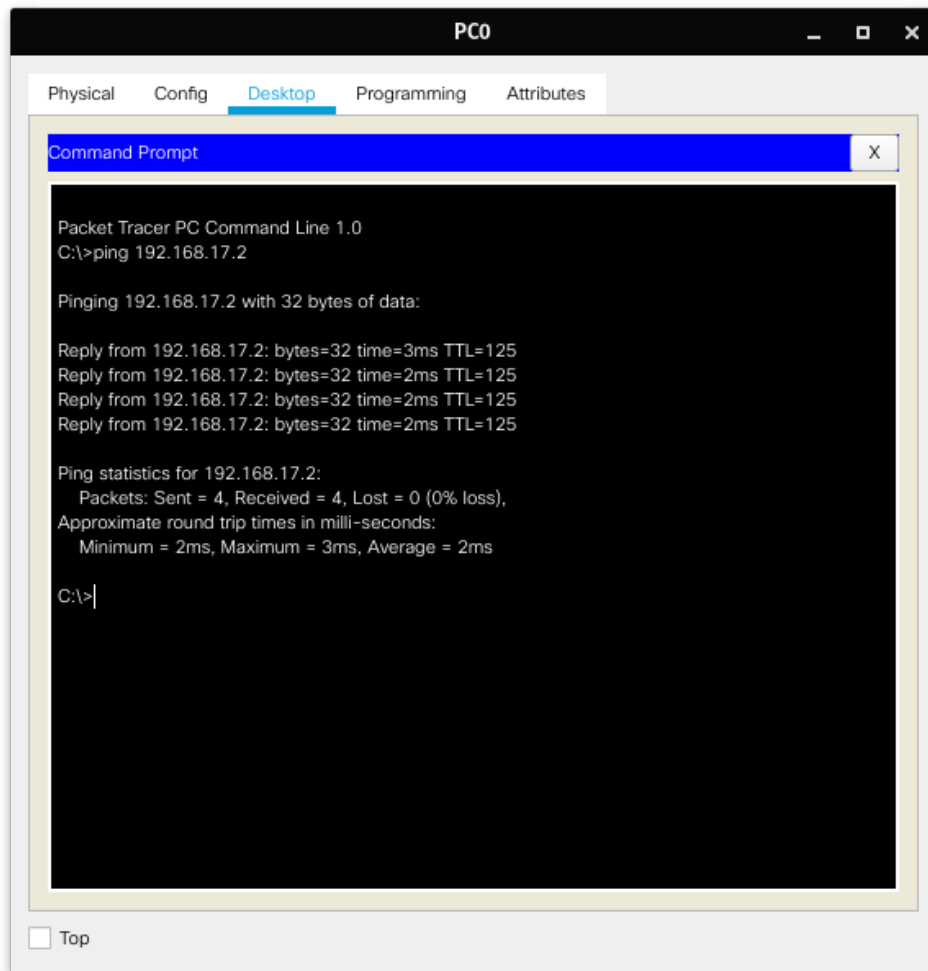 PC0
Physical Config Desktop Programming Attributes
Command Prompt X
Packet Tracer PC Command Line 1.0
C:\>ping 192.168.17.2
Pinging 192.168.17.2 with 32 bytes of data:
Reply from 192.168.17.2: bytes=32 time=3ms TTL=125
Reply from 192.168.17.2: bytes=32 time=2ms TTL=125
Reply from 192.168.17.2: bytes=32 time=2ms TTL=125
Reply from 192.168.17.2: bytes=32 time=2ms TTL=125
Ping statistics for 192.168.17.2:
Packets: Sent = 4, Received = 4, Lost = 0 (0% loss),
Approximate round trip times in milli-seconds:
Minimum = 2ms, Maximum = 3ms, Average = 2ms
C:\>
Top